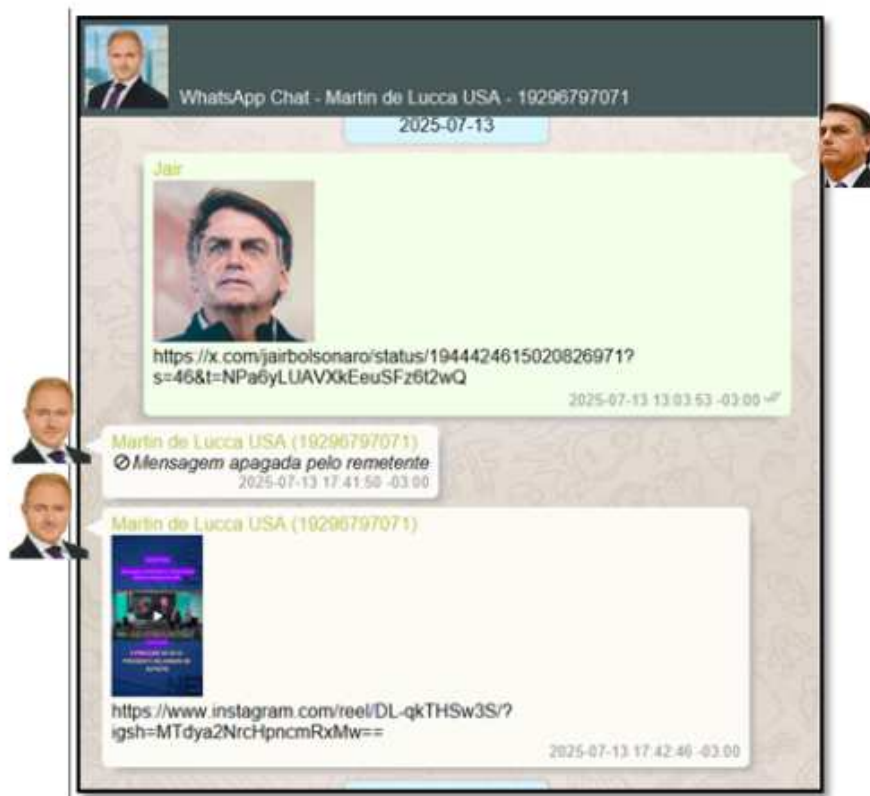 WhatsApp Chat - Martin de Lucca USA - 19296797071
2025-07-13
Jair
https://x.com/jairbolsonaro/status/1944424615020826971?
s=46&t=NPa6yLUAVXkEeuSFz6t2wQ
2025-07-13 13:03:53 -03:00
Martin de Lucca USA (19296797071)
Mensagem apagada pelo remetente
2025-07-13 17:41:50 -03:00
Martin de Lucca USA (19296797071)
https://www.instagram.com/reel/DL-qkTHSw3S/?
igsh=MTdya2NrcHpncmRxMw==
2025-07-13 17:42:46 -03:00